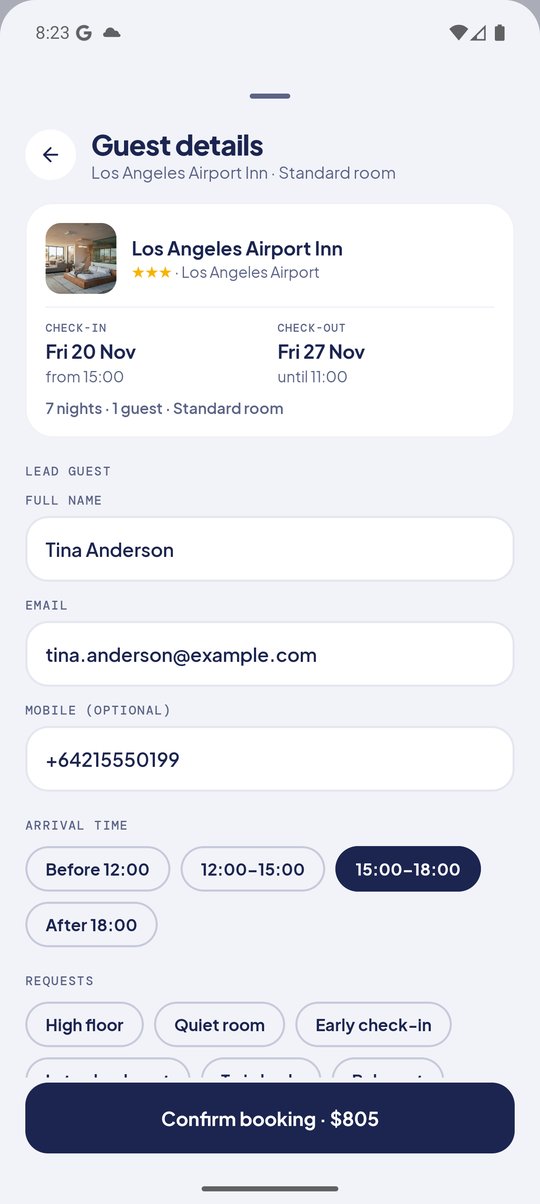 8:23
Guest details
Los Angeles Airport Inn · Standard room
Los Angeles Airport Inn
★★★ · Los Angeles Airport
CHECK-IN CHECK-OUT
Fri 20 Nov Fri 27 Nov
from 15:00 until 11:00
7 nights · 1 guest · Standard room
LEAD GUEST
FULL NAME
Tina Anderson
EMAIL
tina.anderson@example.com
MOBILE (OPTIONAL)
+64215550199
ARRIVAL TIME
Before 12:00 12:00–15:00 15:00–18:00
After 18:00
REQUESTS
High floor Quiet room Early check-in
Confirm booking · $805